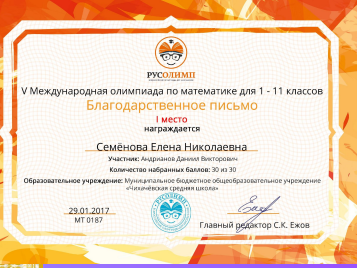 РУСОЛИМП
V Международная олимпиада по математике для 1 - 11 классов
Благодарственное письмо
I место
награждается
Семёнова Елена Николаевна
Участник: Андрианов Даниил Викторович
Количество набранных баллов: 30 из 30
Образовательное учреждение: Муниципальное бюджетное общеобразовательное учреждение
«Чихачёвская средняя школа»
29.01.2017
МТ 0187
Главный редактор С.К. Ежов